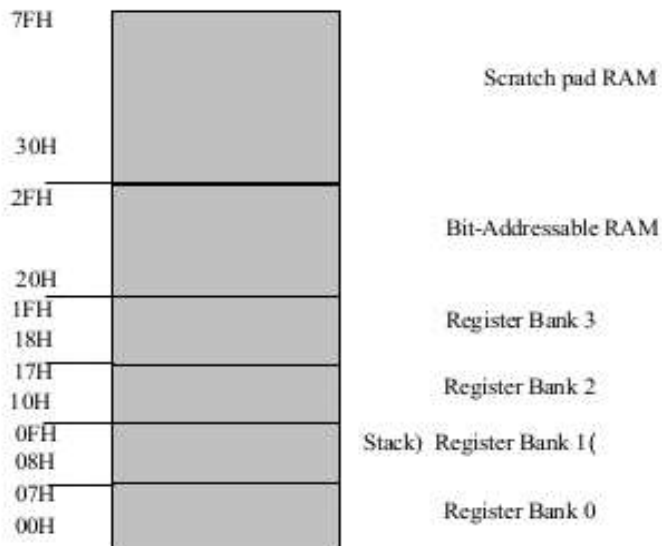 7FH
Scratch pad RAM
30H
2FH
Bit-Addressable RAM
20H
1FH
Register Bank 3
18H
17H
Register Bank 2
10H
0FH
Stack) Register Bank 1(
08H
07H
Register Bank 0
00H